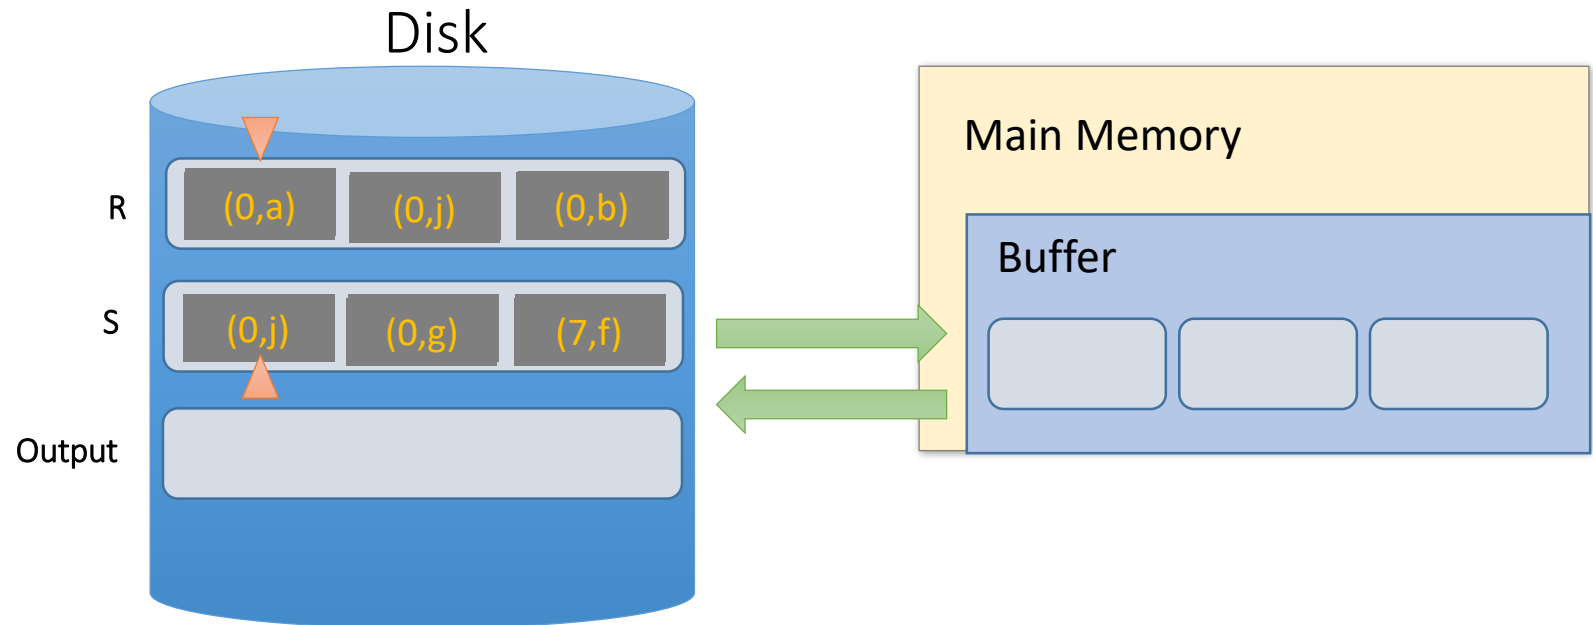 Disk
R
(0,a) (0,j) (0,b)
S
(0,j) (0,g) (7,f)
Output
Main Memory
Buffer